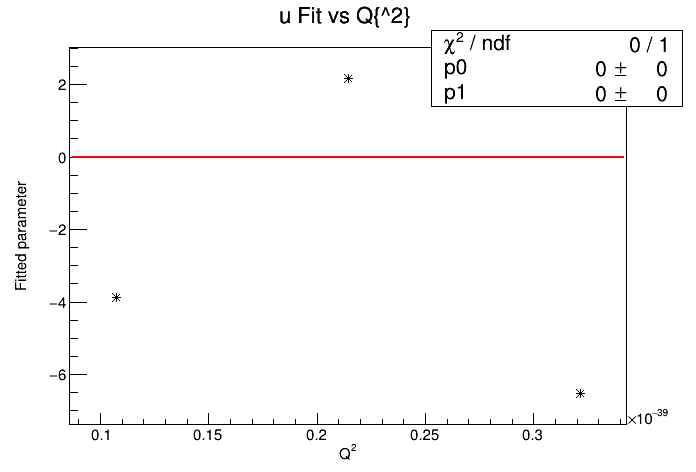 u Fit vs Q{^2}
χ² / ndf 0 / 1
p0 0 ± 0
p1 0 ± 0
Fitted parameter
2
0
−2
−4
−6
0.1 0.15 0.2 0.25 0.3
×10⁻³⁹
Q²